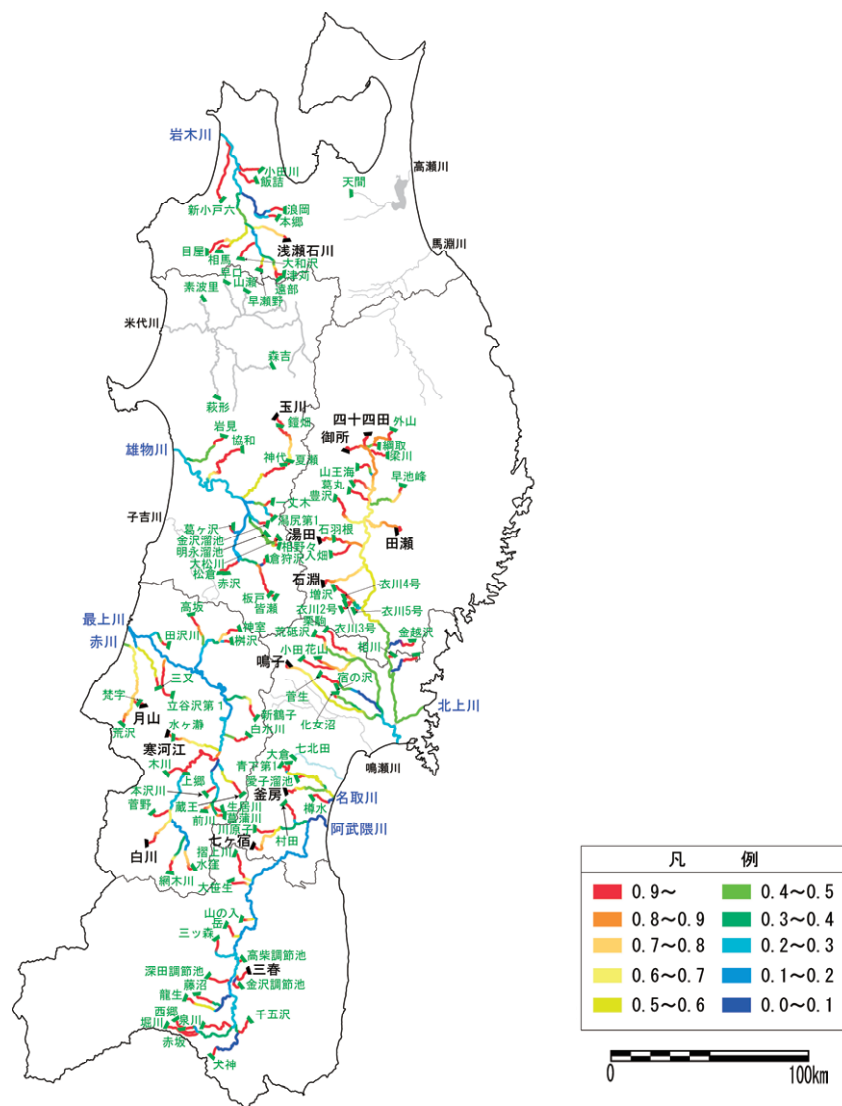 岩木川
高瀬川
小田川
飯詰
天間
新小戸六
浪岡
本郷
馬淵川
浅瀬石川
目屋
相馬
大和沢
早口
津刈
遠部
山瀬
素波里
早瀬野
米代川
森吉
萩形
玉川
鎧畑
四十四田
外山
岩見
御所
綱取
協和
梁川
雄物川
神代
夏瀬
山王海
早池峰
葛丸
豊沢
一丈木
子吉川
潟尻第1
葛ヶ沢
湯田
石羽根
田瀬
金沢溜池
相野々
明永溜池
入畑
大松川
倉狩沢
松倉
石淵
赤沢
板戸
増沢
衣川4号
皆瀬
衣川2号
衣川5号
高坂
栗駒
衣川3号
最上川
神室
荒砥沢
金越沢
田沢川
桝沢
相川
赤川
小田
花山
鳴子
三又
宿の沢
梵字
立谷沢第1
菅生
北上川
月山
新鶴子
化女沼
水ヶ瀞
荒沢
白水川
寒河江
大倉
七北田
鳴瀬川
木川
青下第1
上郷
愛子溜池
本沢川
釜房
名取川
菅野
蔵王
生居川
樽水
前川
菖蒲川
阿武隈川
川原子
村田
白川
七ヶ宿
摺上川
水窪
綱木川
大笹生
山の入
岳
三ッ森
高柴調節池
三春
深田調節池
藤沼
金沢調節池
龍生
西郷
千五沢
堀川
泉川
赤坂
犬神
凡 例
0.9～ 0.4～0.5
0.8～0.9 0.3～0.4
0.7～0.8 0.2～0.3
0.6～0.7 0.1～0.2
0.5～0.6 0.0～0.1
0 100km